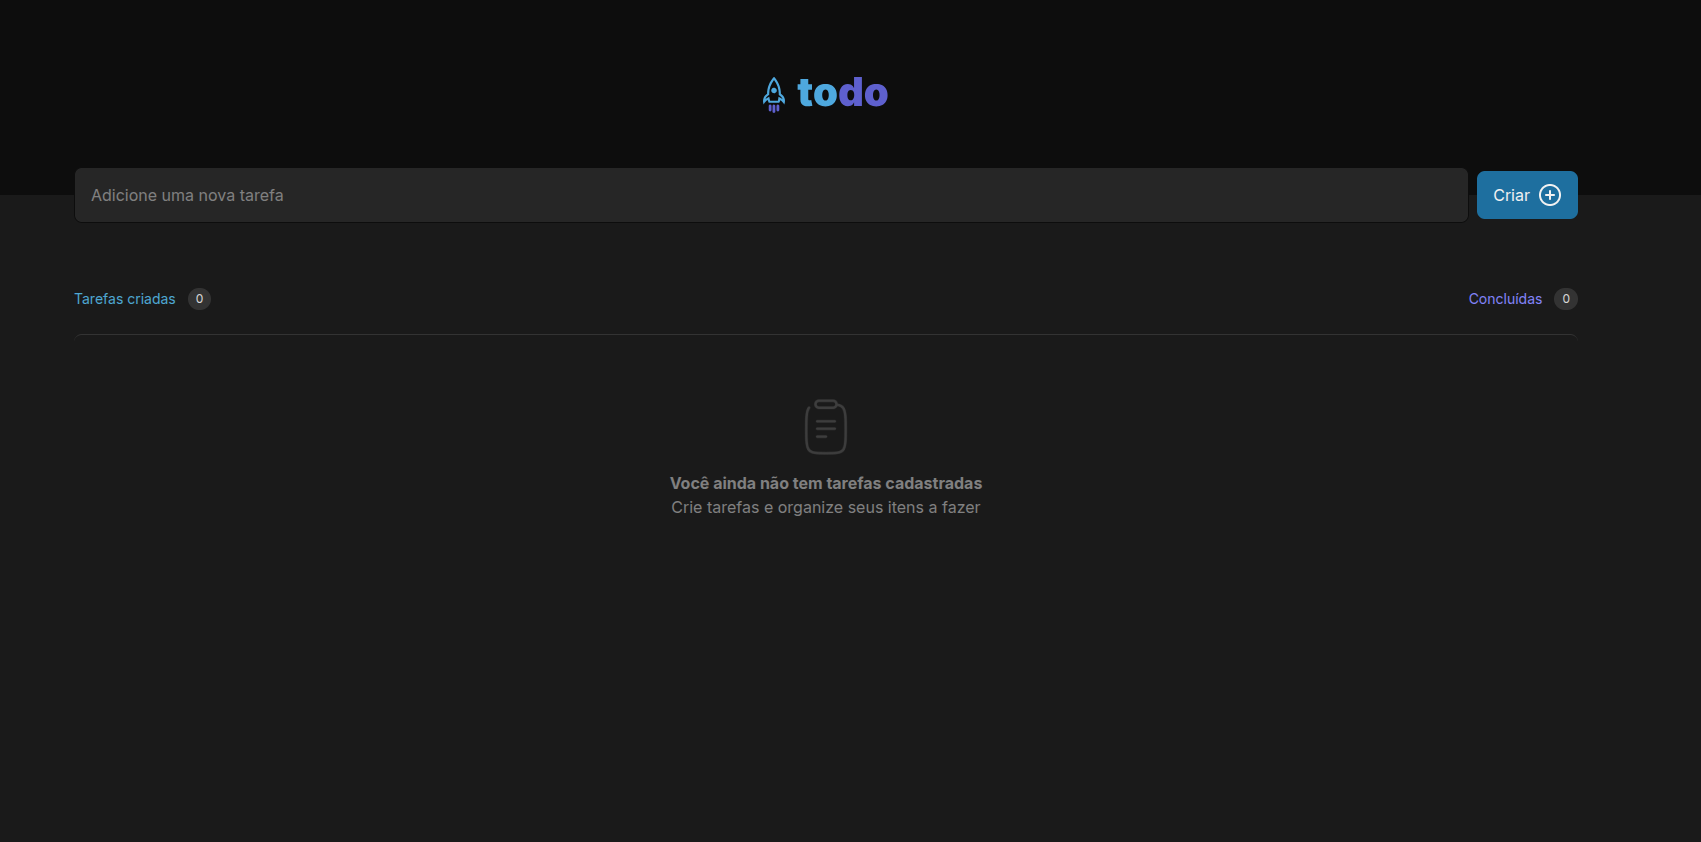 todo
Adicione uma nova tarefa
Criar
Tarefas criadas 0
Concluídas 0
Você ainda não tem tarefas cadastradas
Crie tarefas e organize seus itens a fazer